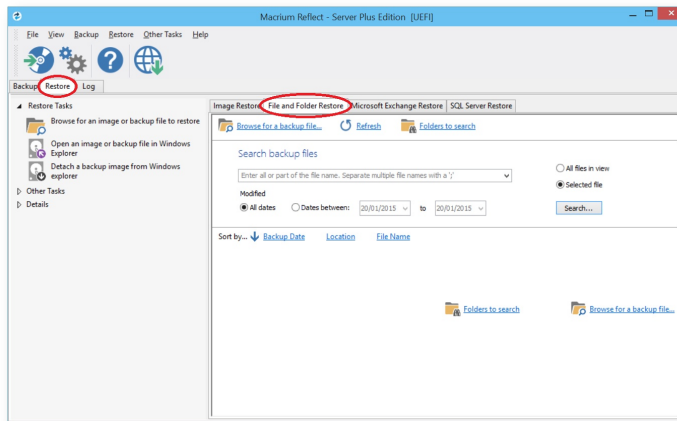 Macrium Reflect - Server Plus Edition [UEFI]
File View Backup Restore Other Tasks Help
Backup Restore Log
Restore Tasks
Browse for an image or backup file to restore
Open an image or backup file in Windows
Explorer
Detach a backup image from Windows
explorer
Other Tasks
Details
Image Restore File and Folder Restore Microsoft Exchange Restore SQL Server Restore
Browse for a backup file... Refresh Folders to search
Search backup files
Enter all or part of the file name. Separate multiple file names with a ';'
All files in view
Selected file
Modified
All dates Dates between: 20/01/2015 to 20/01/2015 Search...
Sort by... Backup Date Location File Name
Folders to search Browse for a backup file...